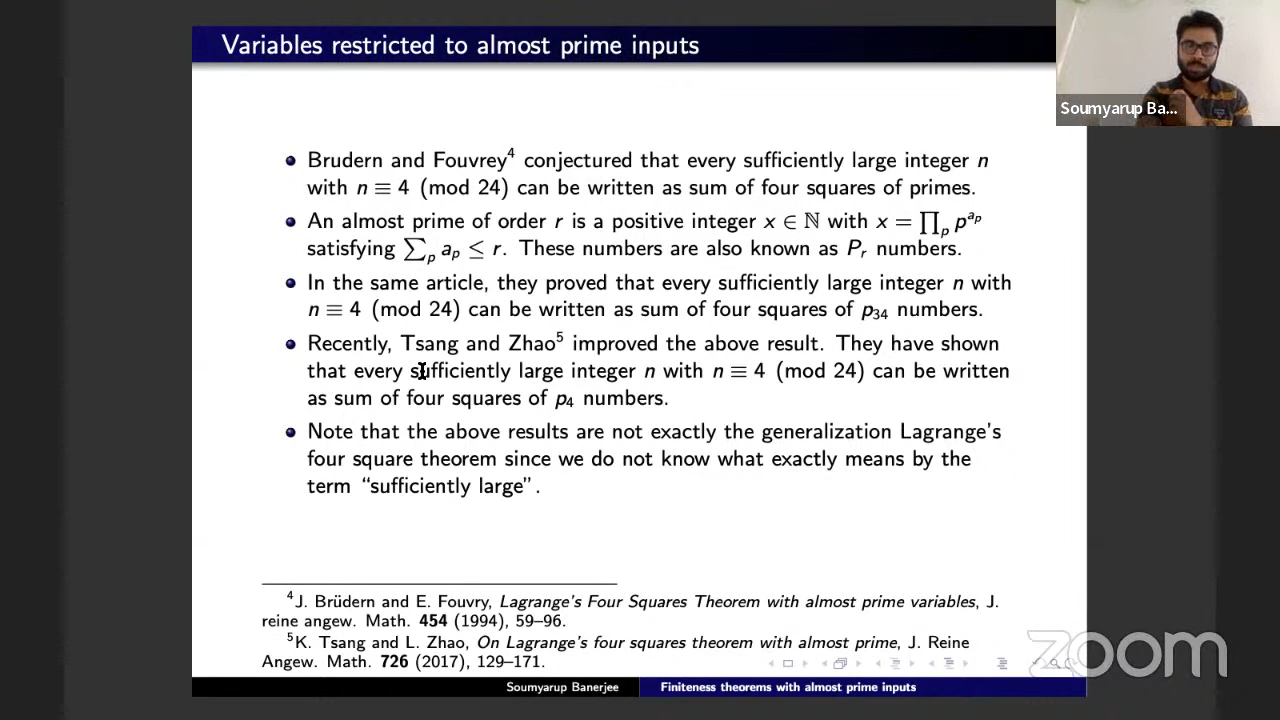 Variables restricted to almost prime inputs
Soumyarup Ba...
Brudern and Fouvrey⁴ conjectured that every sufficiently large integer n
with n ≡ 4 (mod 24) can be written as sum of four squares of primes.
An almost prime of order r is a positive integer x ∈ ℕ with x = ∏ₚ p^{aₚ}
satisfying ∑ₚ aₚ ≤ r. These numbers are also known as Pᵣ numbers.
In the same article, they proved that every sufficiently large integer n with
n ≡ 4 (mod 24) can be written as sum of four squares of p₃₄ numbers.
Recently, Tsang and Zhao⁵ improved the above result. They have shown
that every sufficiently large integer n with n ≡ 4 (mod 24) can be written
as sum of four squares of p₄ numbers.
Note that the above results are not exactly the generalization Lagrange's
four square theorem since we do not know what exactly means by the
term “sufficiently large”.
⁴J. Brüdern and E. Fouvry, Lagrange's Four Squares Theorem with almost prime variables, J.
reine angew. Math. 454 (1994), 59–96.
⁵K. Tsang and L. Zhao, On Lagrange's four squares theorem with almost prime, J. Reine
Angew. Math. 726 (2017), 129–171.
zoom
Soumyarup Banerjee Finiteness theorems with almost prime inputs